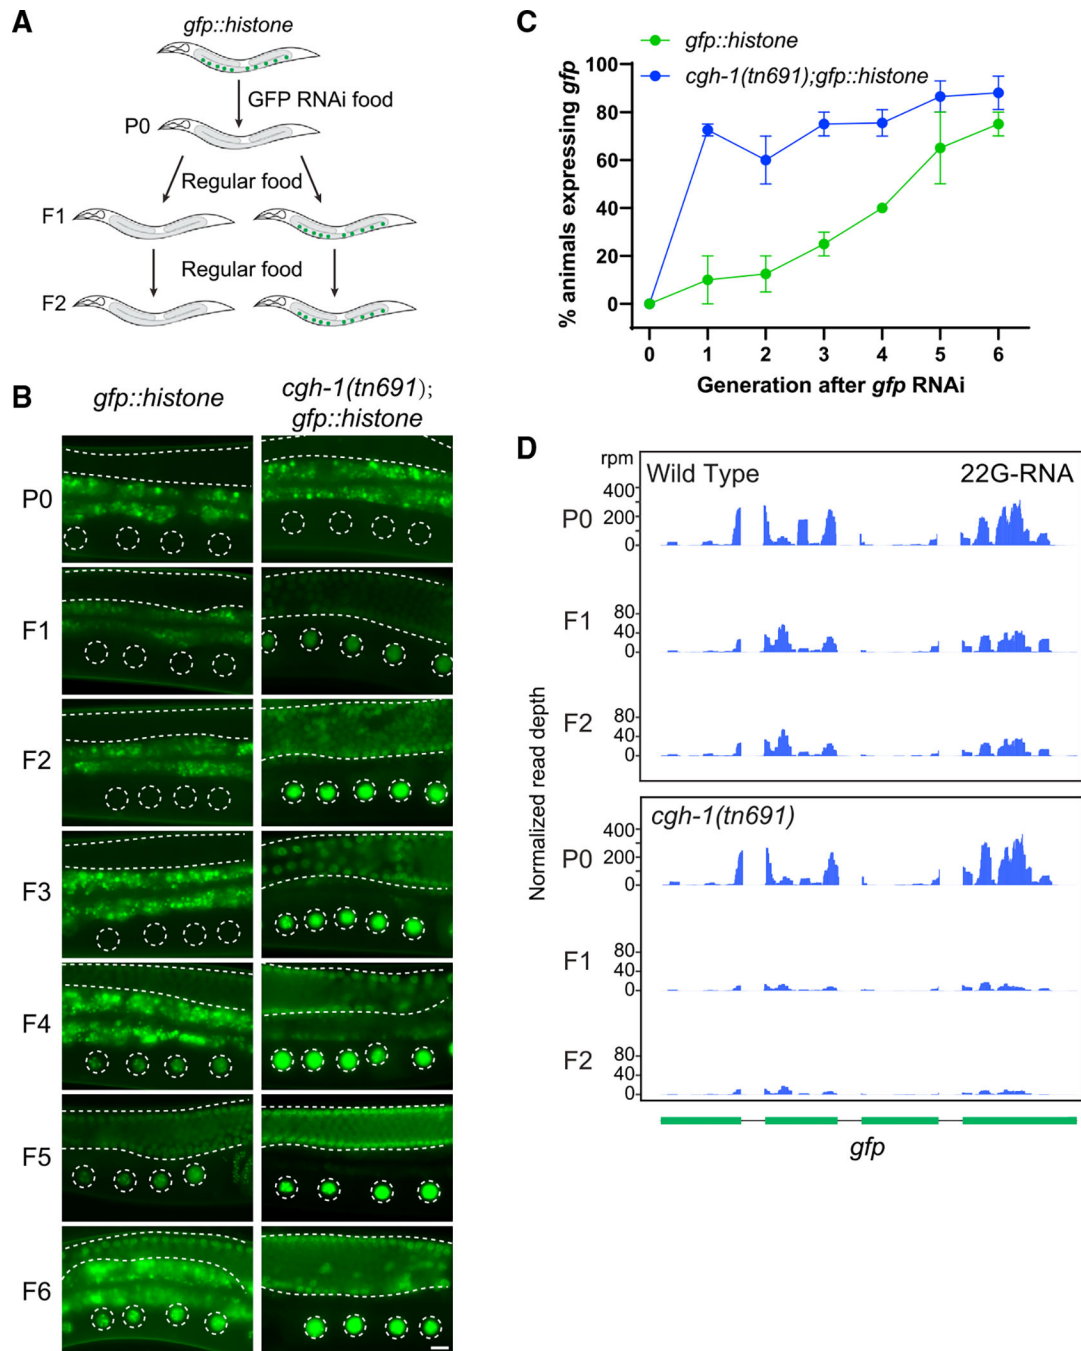 A
gfp::histone
GFP RNAi food
P0
Regular food
F1
Regular food
F2
B
gfp::histone
cgh-1(tn691);
gfp::histone
P0
F1
F2
F3
F4
F5
F6
C
gfp::histone
cgh-1(tn691);gfp::histone
% animals expressing gfp
100
80
60
40
20
0
0 1 2 3 4 5 6
Generation after gfp RNAi
D
Normalized read depth
rpm
Wild Type 22G-RNA
P0
400
200
0
F1
80
40
0
F2
80
40
0
cgh-1(tn691)
P0
400
200
0
F1
80
40
0
F2
80
40
0
gfp